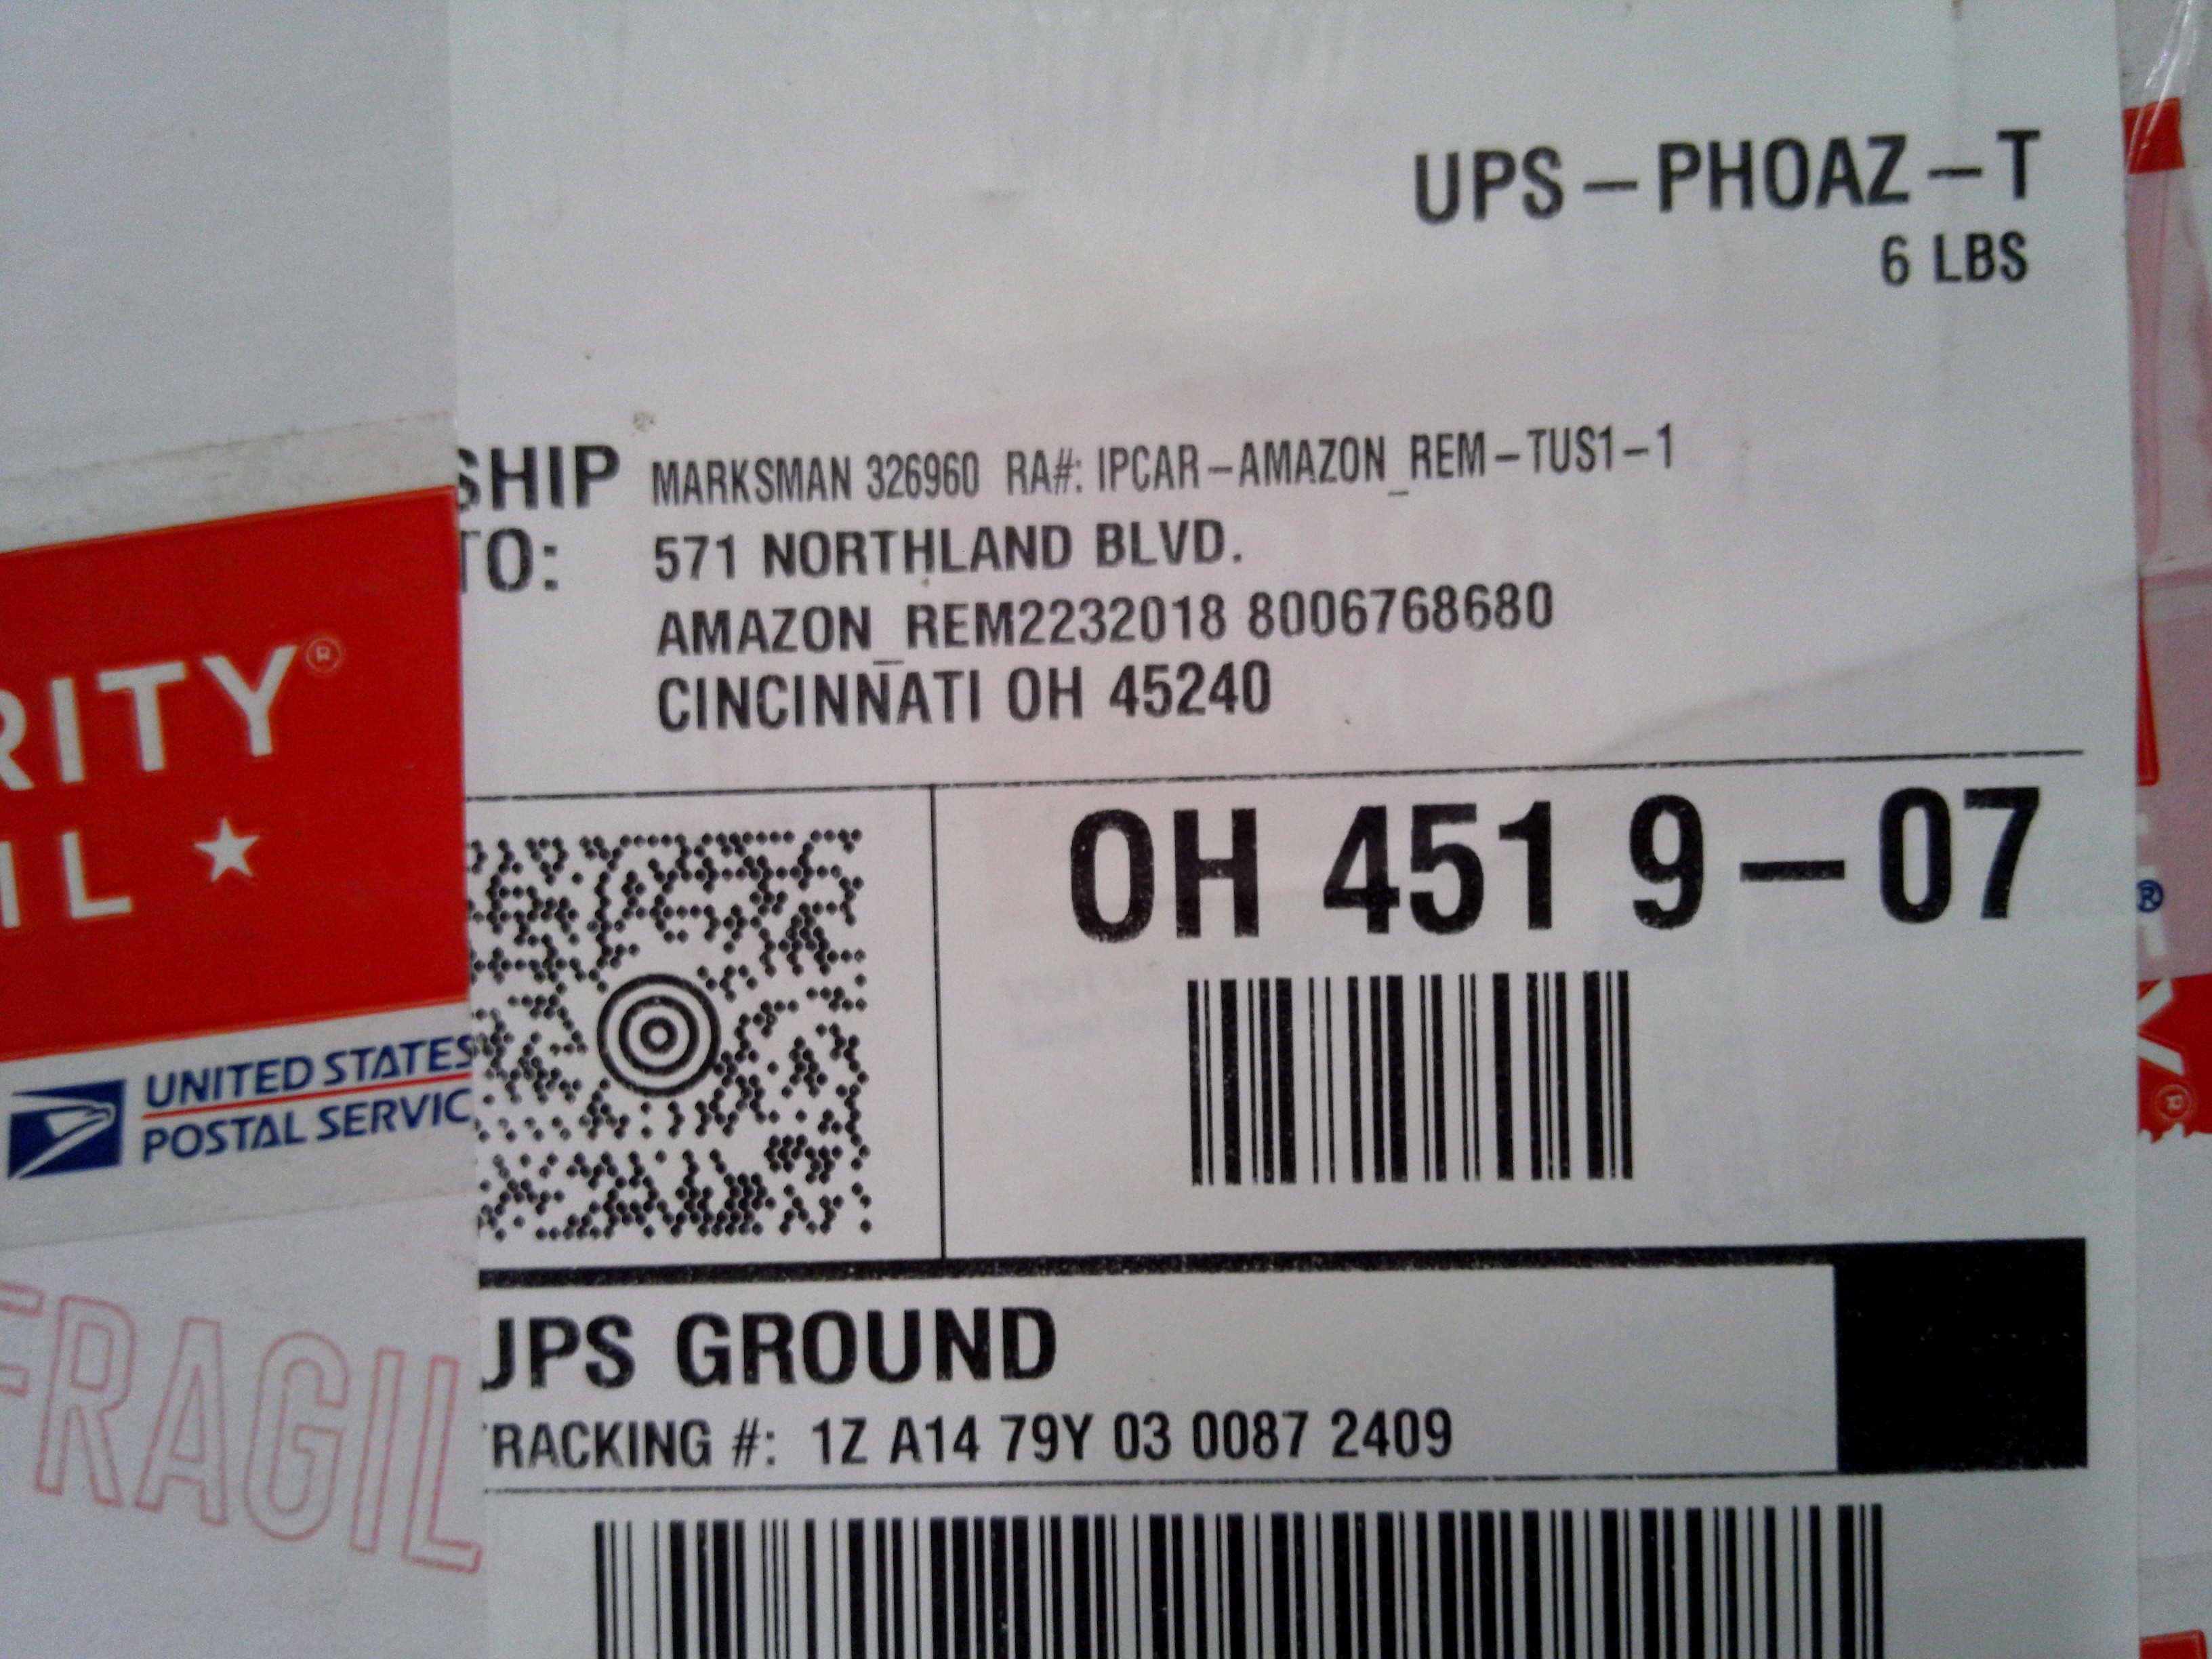 UPS – PHOAZ – T
6 LBS
SHIP MARKSMAN 326960 RA#: IPCAR–AMAZON_REM–TUS1–1
TO: 571 NORTHLAND BLVD.
AMAZON_REM2232018 8006768680
CINCINNATI OH 45240
OH 451 9–07
UPS GROUND
TRACKING #: 1Z A14 79Y 03 0087 2409
RITY®
IL ★
UNITED STATES
POSTAL SERVIC
FRAGIL